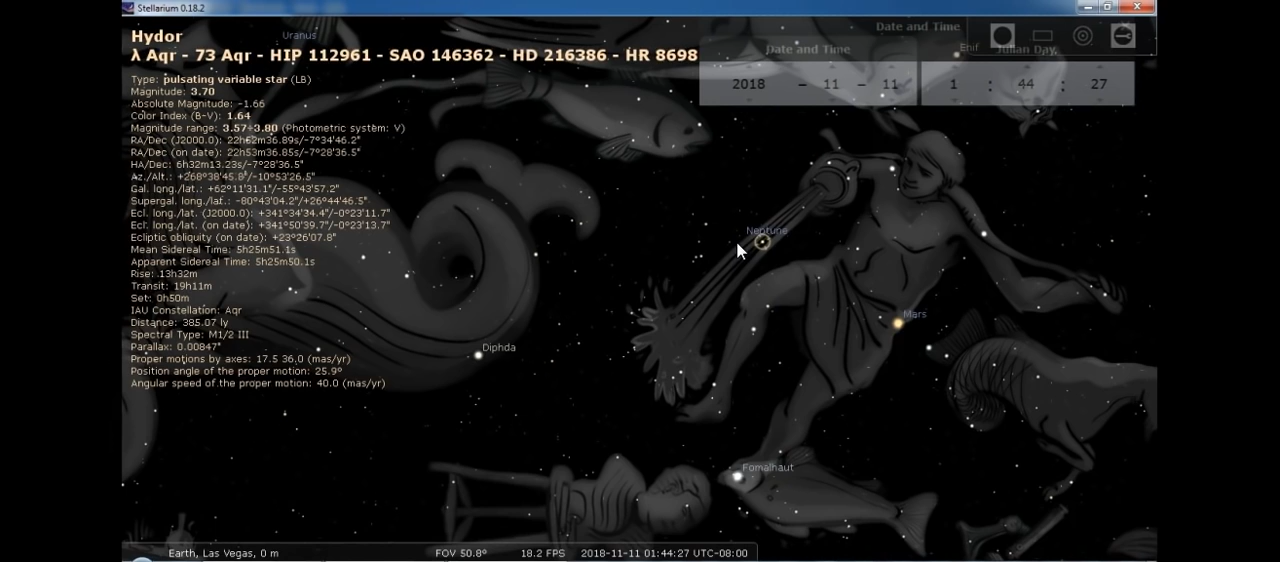 Stellarium 0.18.2
Hydor
λ Aqr - 73 Aqr - HIP 112961 - SAO 146362 - HD 216386 - HR 8698
Type: pulsating variable star (LB)
Magnitude: 3.70
Absolute Magnitude: -1.66
Color Index (B-V): 1.64
Magnitude range: 3.57÷3.80 (Photometric system: V)
RA/Dec (J2000.0): 22h52m36.89s/-7°34'46.2"
RA/Dec (on date): 22h53m36.85s/-7°28'36.5"
HA/Dec: 6h32m13.23s/-7°28'36.5"
Az./Alt.: +268°38'45.8"/-10°53'26.5"
Gal. long./lat.: +62°11'31.1"/-55°43'57.2"
Supergal. long./lat.: -80°43'04.2"/+26°44'46.5"
Ecl. long./lat. (J2000.0): +341°34'34.4"/-0°23'11.7"
Ecl. long./lat. (on date): +341°50'39.7"/-0°23'13.7"
Ecliptic obliquity (on date): +23°26'07.8"
Mean Sidereal Time: 5h25m51.1s
Apparent Sidereal Time: 5h25m50.1s
Rise: 13h32m
Transit: 19h11m
Set: 0h50m
IAU Constellation: Aqr
Distance: 385.07 ly
Spectral Type: M1/2 III
Parallax: 0.00847"
Proper motions by axes: 17.5 36.0 (mas/yr)
Position angle of the proper motion: 25.9°
Angular speed of the proper motion: 40.0 (mas/yr)
Uranus
Date and Time
Date and Time
Julian Day
Enif
2018 - 11 - 11 1 : 44 : 27
Neptune
Mars
Diphda
Fomalhaut
Earth, Las Vegas, 0 m FOV 50.8° 18.2 FPS 2018-11-11 01:44:27 UTC-08:00